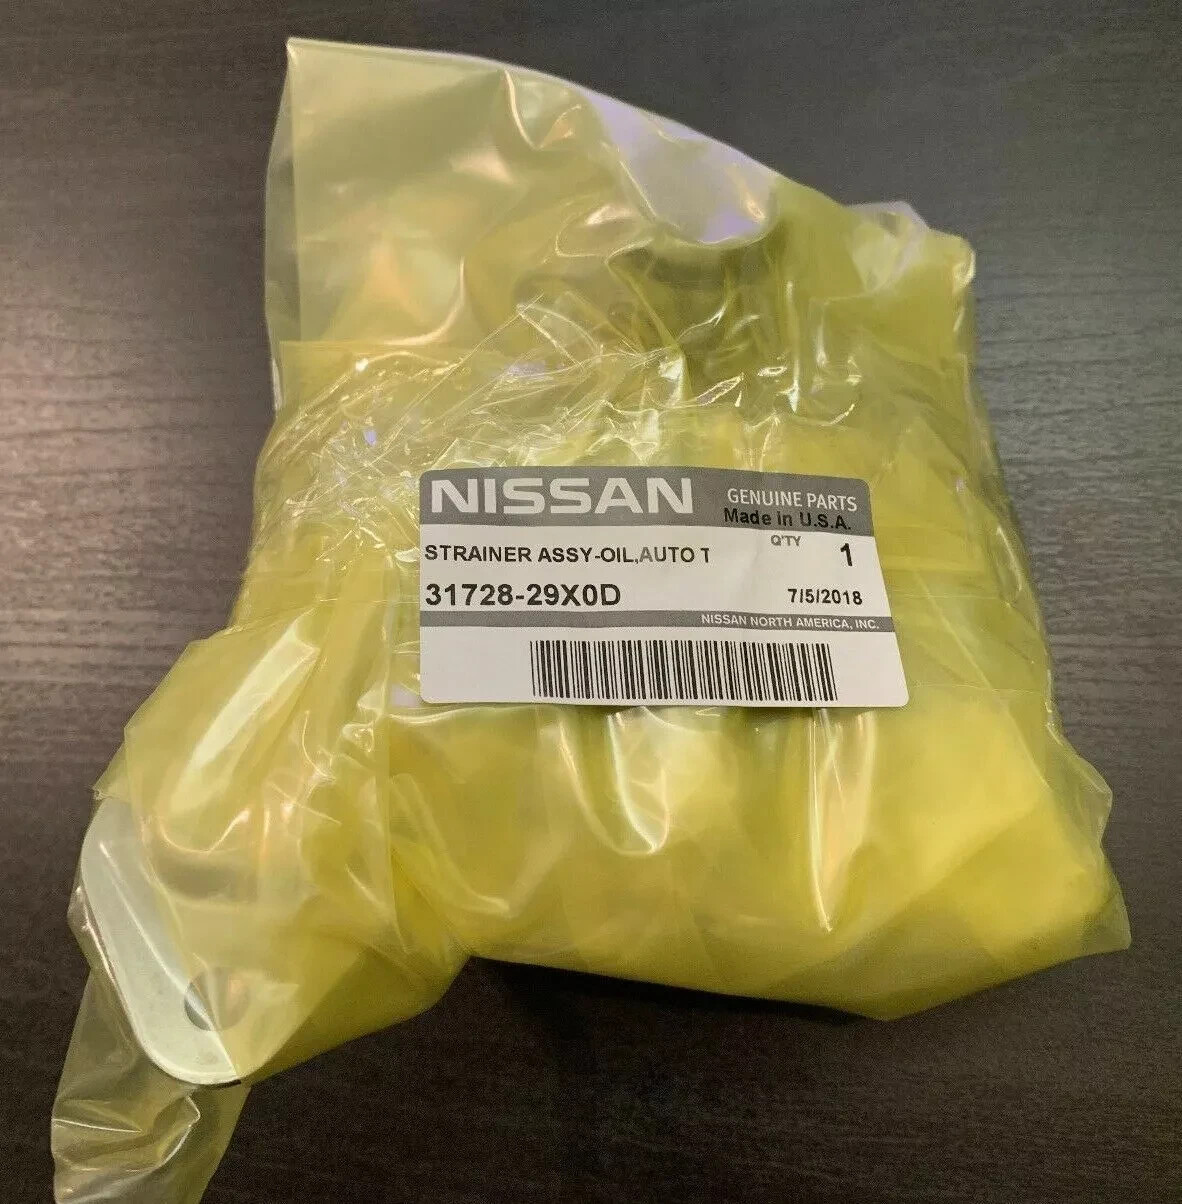 NISSAN GENUINE PARTS
Made in U.S.A.
Q'TY
STRAINER ASSY-OIL,AUTO T 1
31728-29X0D 7/5/2018
NISSAN NORTH AMERICA, INC.